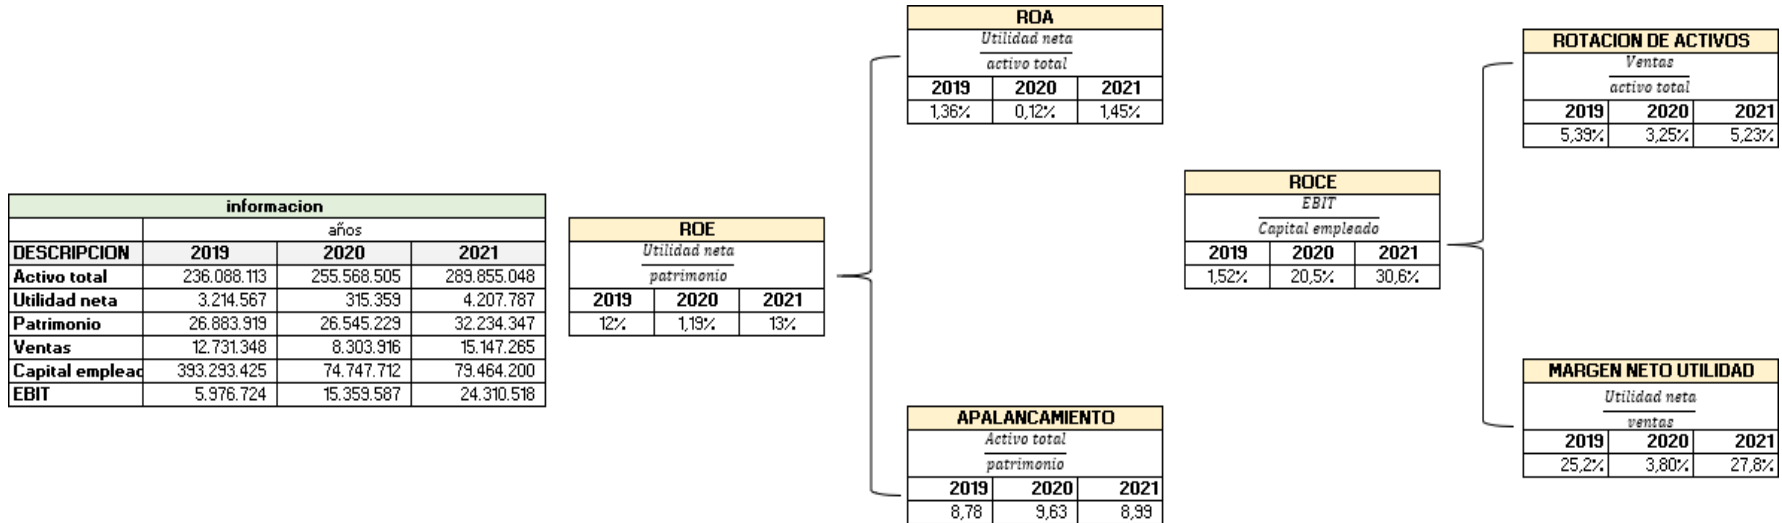 informacion
años
DESCRIPCION 2019 2020 2021
Activo total 236.088.113 255.568.505 289.855.048
Utilidad neta 3.214.567 315.359 4.207.787
Patrimonio 26.883.919 26.545.229 32.234.347
Ventas 12.731.348 8.303.916 15.147.265
Capital emplead 393.293.425 74.747.712 79.464.200
EBIT 5.976.724 15.359.587 24.310.518
ROE
Utilidad neta
patrimonio
2019 2020 2021
12% 1,19% 13%
ROA
Utilidad neta
activo total
2019 2020 2021
1,36% 0,12% 1,45%
APALANCAMIENTO
Activo total
patrimonio
2019 2020 2021
8,78 9,63 8,99
ROCE
EBIT
Capital empleado
2019 2020 2021
1,52% 20,5% 30,6%
ROTACION DE ACTIVOS
Ventas
activo total
2019 2020 2021
5,39% 3,25% 5,23%
MARGEN NETO UTILIDAD
Utilidad neta
ventas
2019 2020 2021
25,2% 3,80% 27,8%